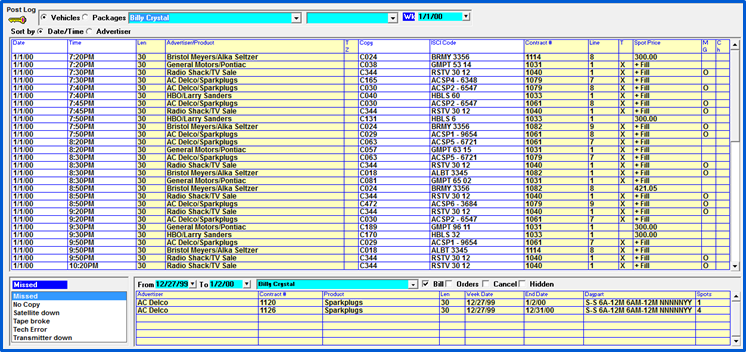 Post Log
Vehicles Packages Billy Crystal Wk 1/1/00
Sort by Date/Time Advertiser
Date Time Len Advertiser/Product T Z Copy ISCI Code Contract # Line T Spot Price M G C h
1/1/00 7:20PM 30 Bristol Meyers/Alka Seltzer C024 BRMY 3356 1114 8 300.00
1/1/00 7:20PM 30 General Motors/Pontiac C038 GMPT 53 14 1031 1 X + Fill
1/1/00 7:30PM 30 Radio Shack/TV Sale C344 RSTV 30 12 1040 1 X + Fill O
1/1/00 7:30PM 30 AC Delco/Sparkplugs C165 ACSP4 - 6348 1079 7 X + Fill
1/1/00 7:40PM 30 AC Delco/Sparkplugs C030 ACSP2 - 6547 1061 8 X + Fill O
1/1/00 7:40PM 30 HBO/Larry Sanders C040 HBLS 60 1033 1 X + Fill
1/1/00 7:45PM 30 AC Delco/Sparkplugs C030 ACSP2 - 6547 1061 8 X + Fill O
1/1/00 7:45PM 30 Radio Shack/TV Sale C344 RSTV 30 12 1040 1 X + Fill O
1/1/00 7:50PM 30 HBO/Larry Sanders C131 HBLS 6 1033 1 300.00
1/1/00 7:50PM 30 Bristol Meyers/Alka Seltzer C024 BRMY 3356 1082 9 X + Fill O
1/1/00 8:20PM 30 AC Delco/Sparkplugs C029 ACSP1 - 9654 1061 8 X + Fill O
1/1/00 8:20PM 30 AC Delco/Sparkplugs C063 ACSP5 - 6721 1061 7 X + Fill O
1/1/00 8:20PM 30 General Motors/Pontiac C057 GMPT 63 15 1031 1 X + Fill
1/1/00 8:30PM 30 AC Delco/Sparkplugs C063 ACSP5 - 6721 1079 7 X + Fill
1/1/00 8:30PM 30 Radio Shack/TV Sale C344 RSTV 30 12 1040 1 X + Fill O
1/1/00 8:30PM 30 Bristol Meyers/Alka Seltzer C018 ALBT 3345 1082 8 X + Fill O
1/1/00 8:30PM 30 General Motors/Pontiac C081 GMPT 65 02 1031 1 X + Fill
1/1/00 8:50PM 30 Bristol Meyers/Alka Seltzer C024 BRMY 3356 1082 8 421.05
1/1/00 8:50PM 30 Radio Shack/TV Sale C344 RSTV 30 12 1040 1 X + Fill O
1/1/00 8:50PM 30 AC Delco/Sparkplugs C472 ACSP6 - 3684 1079 9 X + Fill O
1/1/00 9:20PM 30 Radio Shack/TV Sale C344 RSTV 30 12 1040 1 X + Fill O
1/1/00 9:20PM 30 AC Delco/Sparkplugs C030 ACSP2 - 6547 1061 7 X + Fill
1/1/00 9:20PM 30 General Motors/Pontiac C189 GMPT 96 11 1031 1 300.00
1/1/00 9:30PM 30 HBO/Larry Sanders C170 HBLS 32 1033 1 300.00
1/1/00 9:50PM 30 AC Delco/Sparkplugs C029 ACSP1 - 9654 1061 7 X + Fill O
1/1/00 9:50PM 30 Bristol Meyers/Alka Seltzer C018 ALBT 3345 1114 8 X + Fill O
1/1/00 9:50PM 30 Radio Shack/TV Sale C344 RSTV 30 12 1040 1 X + Fill O
1/1/00 10:20PM 30 Radio Shack/TV Sale C344 RSTV 30 12 1040 1 X + Fill O
Missed
Missed
No Copy
Satellite down
Tape broke
Tech Error
Transmitter down
From 12/27/99 To 1/2/00 Billy Crystal Bill Orders Cancel Hidden
Advertiser Contract # Product Len Week Date End Date Daypart Spots
AC Delco 1120 Sparkplugs 30 12/27/99 1/2/00 S-S 6A-12M 6AM-12M NNNNNYY 1
AC Delco 1126 Sparkplugs 30 12/27/99 12/31/00 S-S 6A-12M 6AM-12M NNNNNYY 4